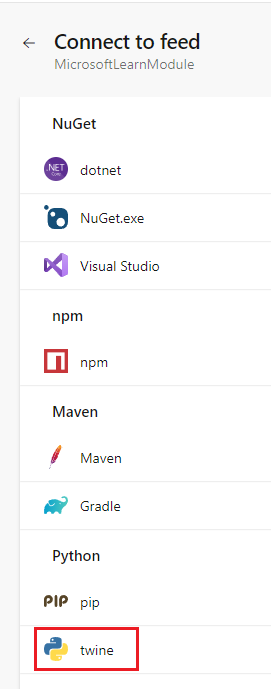 Connect to feed
MicrosoftLearnModule
NuGet
.NET
Core
dotnet
NuGet.exe
Visual Studio
npm
npm
Maven
Maven
Gradle
Python
PIP pip
twine